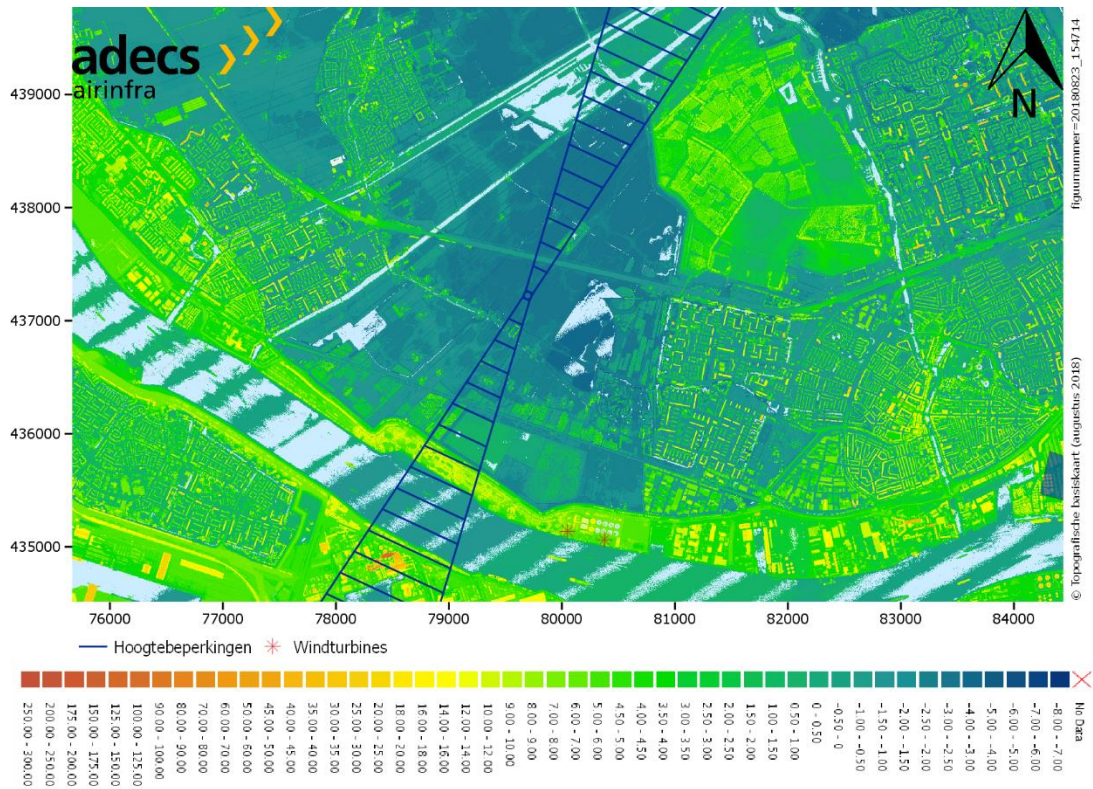 adecs
airinfra
N
figuurnummer=20180823_154714
© Topografische basiskaart (augustus 2018)
439000
438000
437000
436000
435000
76000 77000 78000 79000 80000 81000 82000 83000 84000
Hoogtebeperkingen Windturbines
250.00 - 300.00
200.00 - 250.00
175.00 - 200.00
150.00 - 175.00
125.00 - 150.00
100.00 - 125.00
90.00 - 100.00
80.00 - 90.00
70.00 - 80.00
60.00 - 70.00
50.00 - 60.00
45.00 - 50.00
40.00 - 45.00
35.00 - 40.00
30.00 - 35.00
25.00 - 30.00
20.00 - 25.00
18.00 - 20.00
16.00 - 18.00
14.00 - 16.00
12.00 - 14.00
10.00 - 12.00
9.00 - 10.00
8.00 - 9.00
7.00 - 8.00
6.00 - 7.00
5.00 - 6.00
4.50 - 5.00
4.00 - 4.50
3.50 - 4.00
3.00 - 3.50
2.50 - 3.00
2.00 - 2.50
1.50 - 2.00
1.00 - 1.50
0.50 - 1.00
0 - 0.50
-0.50 - 0
-1.00 - -0.50
-1.50 - -1.00
-2.00 - -1.50
-2.50 - -2.00
-3.00 - -2.50
-4.00 - -3.00
-5.00 - -4.00
-6.00 - -5.00
-7.00 - -6.00
-8.00 - -7.00
No Data